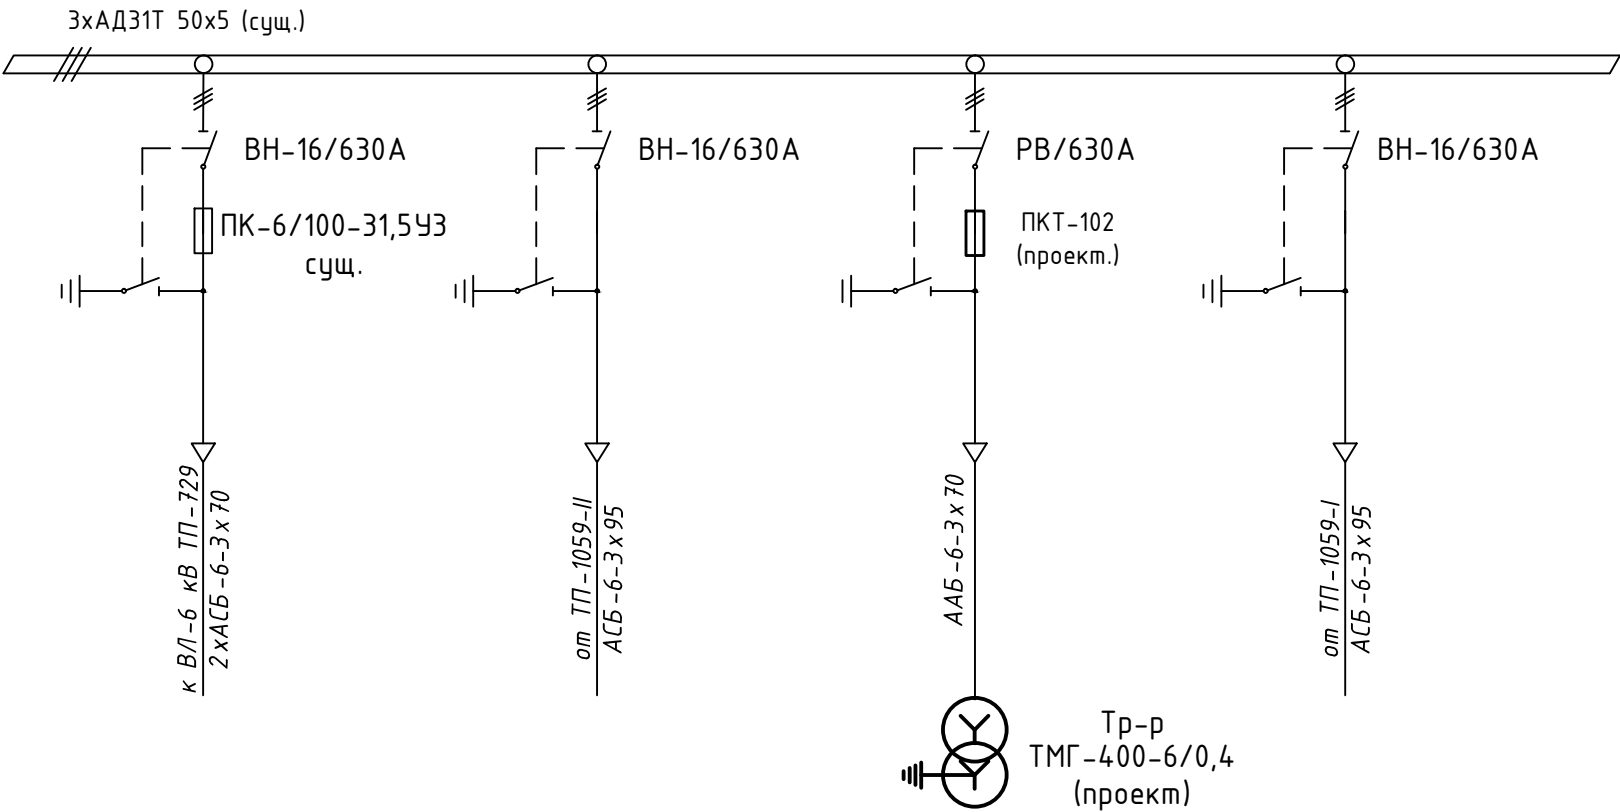 3хАД31Т 50х5 (сущ.)
ВН-16/630А
ПК-6/100-31,5У3
сущ.
к ВЛ-6 кВ ТП-729
2хАСБ-6-3х70
ВН-16/630А
от ТП-1059-II
АСБ-6-3х95
РВ/630А
ПКТ-102
(проект.)
ААБ-6-3х70
Тр-р
ТМГ-400-6/0,4
(проект)
ВН-16/630А
от ТП-1059-I
АСБ-6-3х95